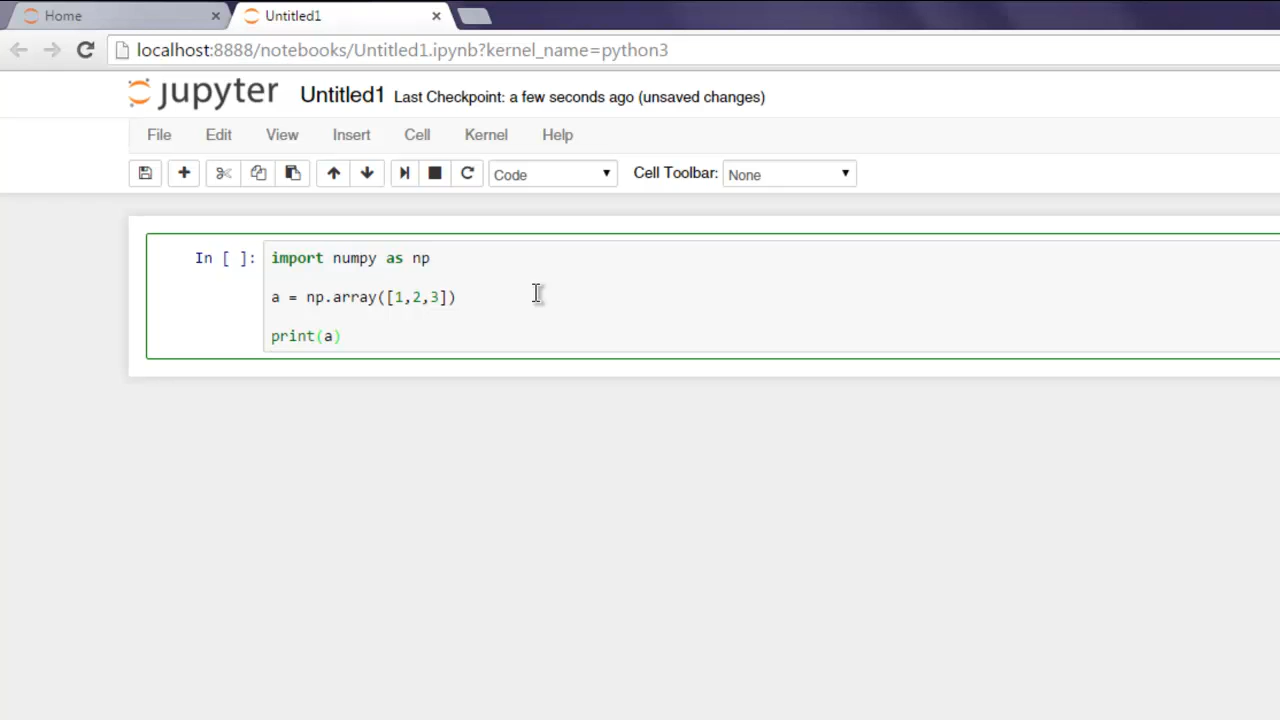 Home
Untitled1
localhost:8888/notebooks/Untitled1.ipynb?kernel_name=python3
jupyter Untitled1 Last Checkpoint: a few seconds ago (unsaved changes)
File Edit View Insert Cell Kernel Help
Code Cell Toolbar: None
In [ ]: import numpy as np
a = np.array([1,2,3])
print(a)